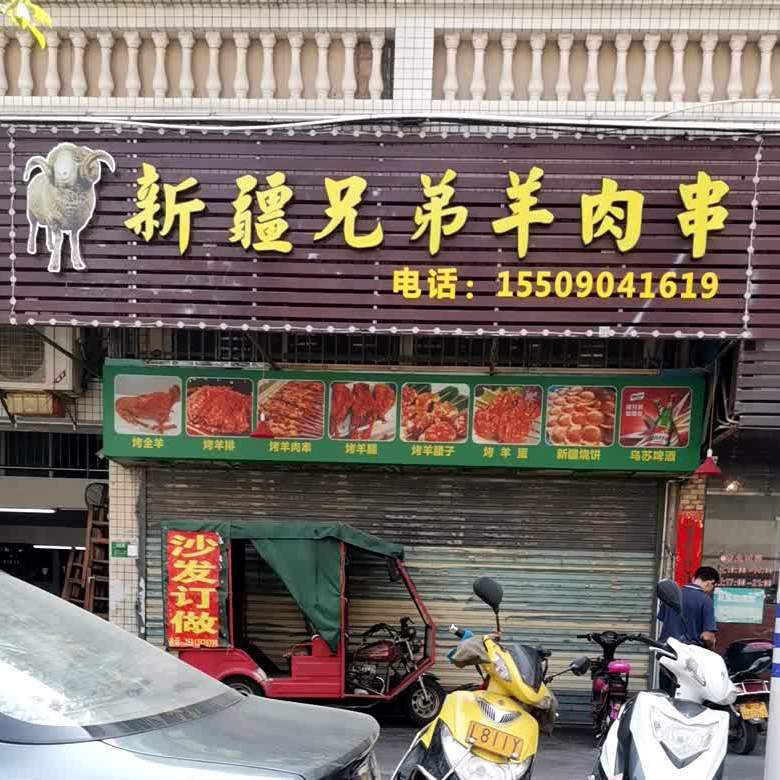 新疆兄弟羊肉串
电话：15509041619
烤全羊 烤羊排 烤羊肉串 烤羊腿 烤羊腰子 烤羊蛋 新疆烧饼 乌苏啤酒
沙发订做
L811Y